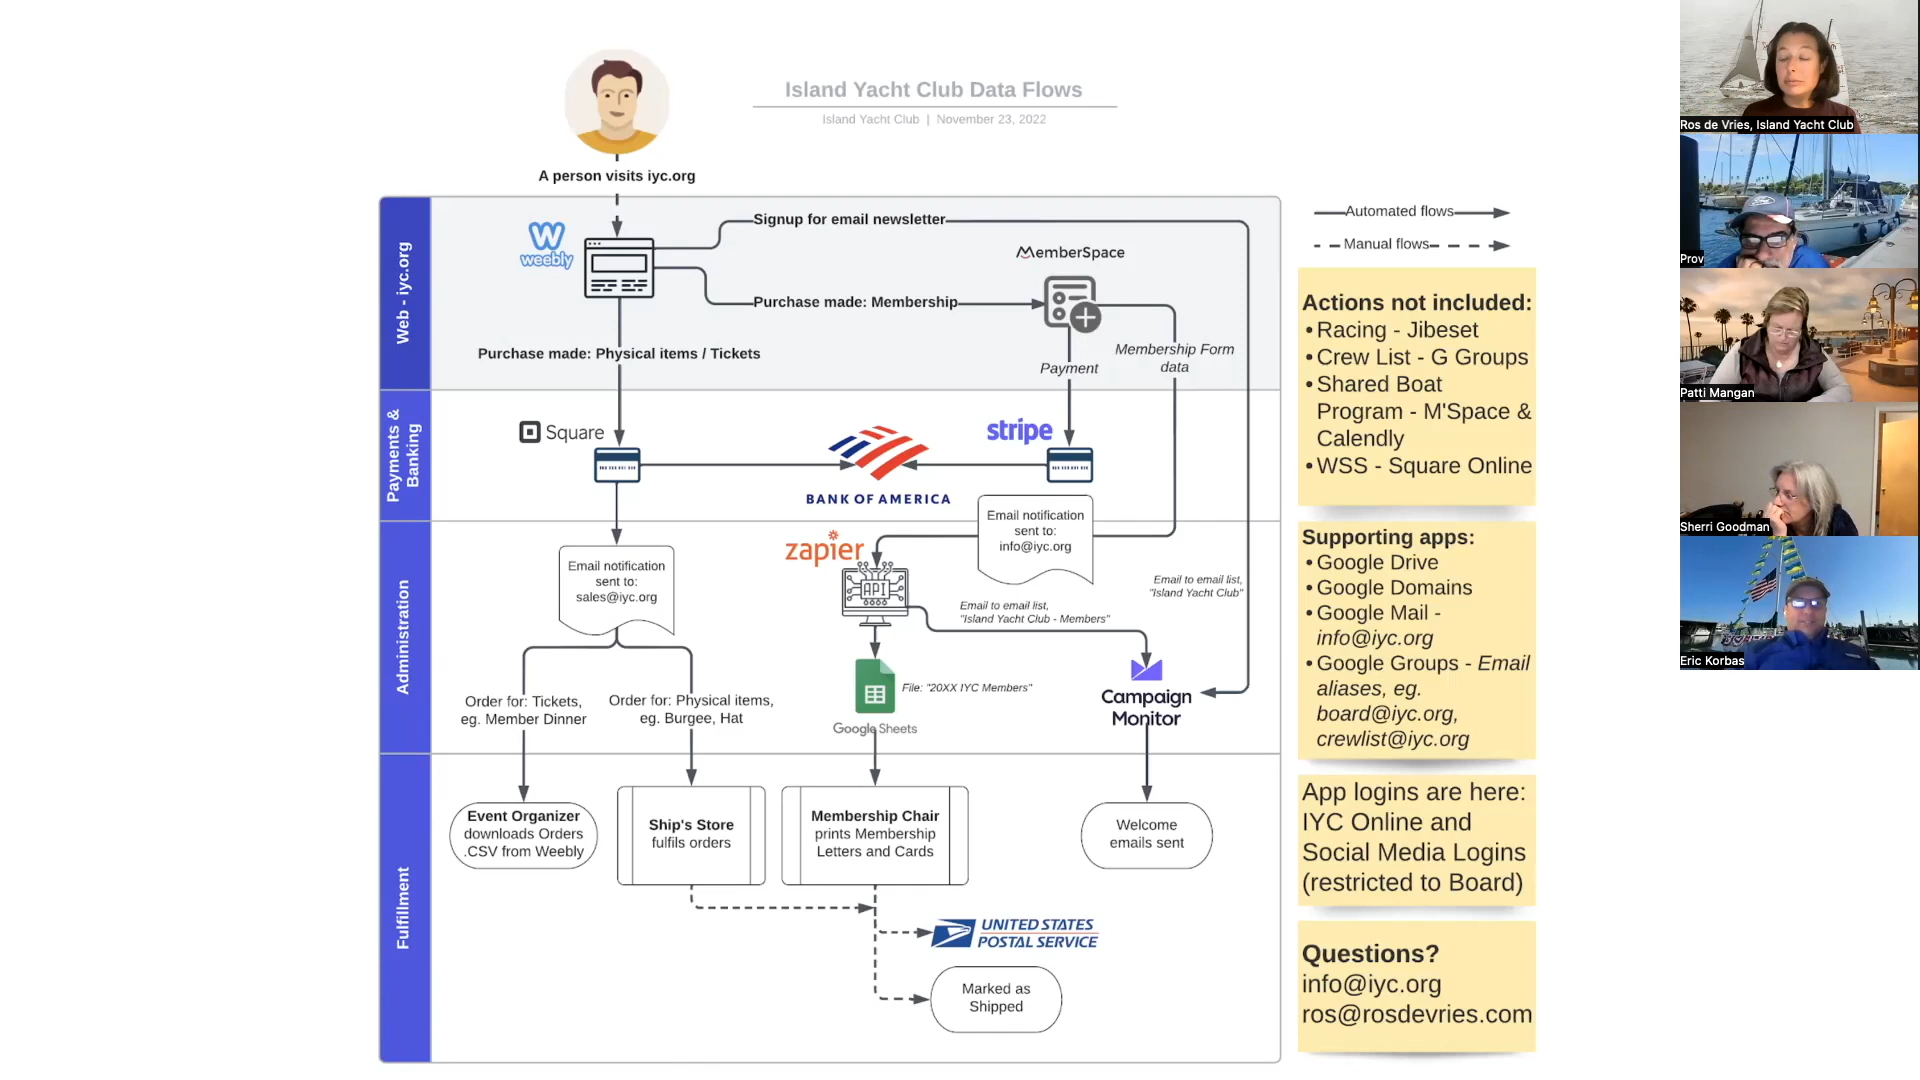 Island Yacht Club Data Flows
Island Yacht Club | November 23, 2022
A person visits iyc.org
Web - iyc.org
W
weebly
Signup for email newsletter
MemberSpace
Purchase made: Membership
Purchase made: Physical items / Tickets
Payment
Membership Form
data
Payments &
Banking
Square
BANK OF AMERICA
stripe
Administration
Email notification
sent to:
sales@iyc.org
zapier
API
Email notification
sent to:
info@iyc.org
Email to email list,
"Island Yacht Club"
Email to email list,
"Island Yacht Club - Members"
Order for: Tickets,
eg. Member Dinner
Order for: Physical items,
eg. Burgee, Hat
File: "20XX IYC Members"
Google Sheets
Campaign
Monitor
Fulfillment
Event Organizer
downloads Orders
.CSV from Weebly
Ship's Store
fulfils orders
Membership Chair
prints Membership
Letters and Cards
Welcome
emails sent
UNITED STATES
POSTAL SERVICE
Marked as
Shipped
Automated flows
Manual flows
Actions not included:
• Racing - Jibeset
• Crew List - G Groups
• Shared Boat
Program - M'Space &
Calendly
• WSS - Square Online
Supporting apps:
• Google Drive
• Google Domains
• Google Mail -
info@iyc.org
• Google Groups - Email
aliases, eg.
board@iyc.org,
crewlist@iyc.org
App logins are here:
IYC Online and
Social Media Logins
(restricted to Board)
Questions?
info@iyc.org
ros@rosdevries.com
Ros de Vries, Island Yacht Club
Prov
Patti Mangan
Sherri Goodman
Eric Korbas